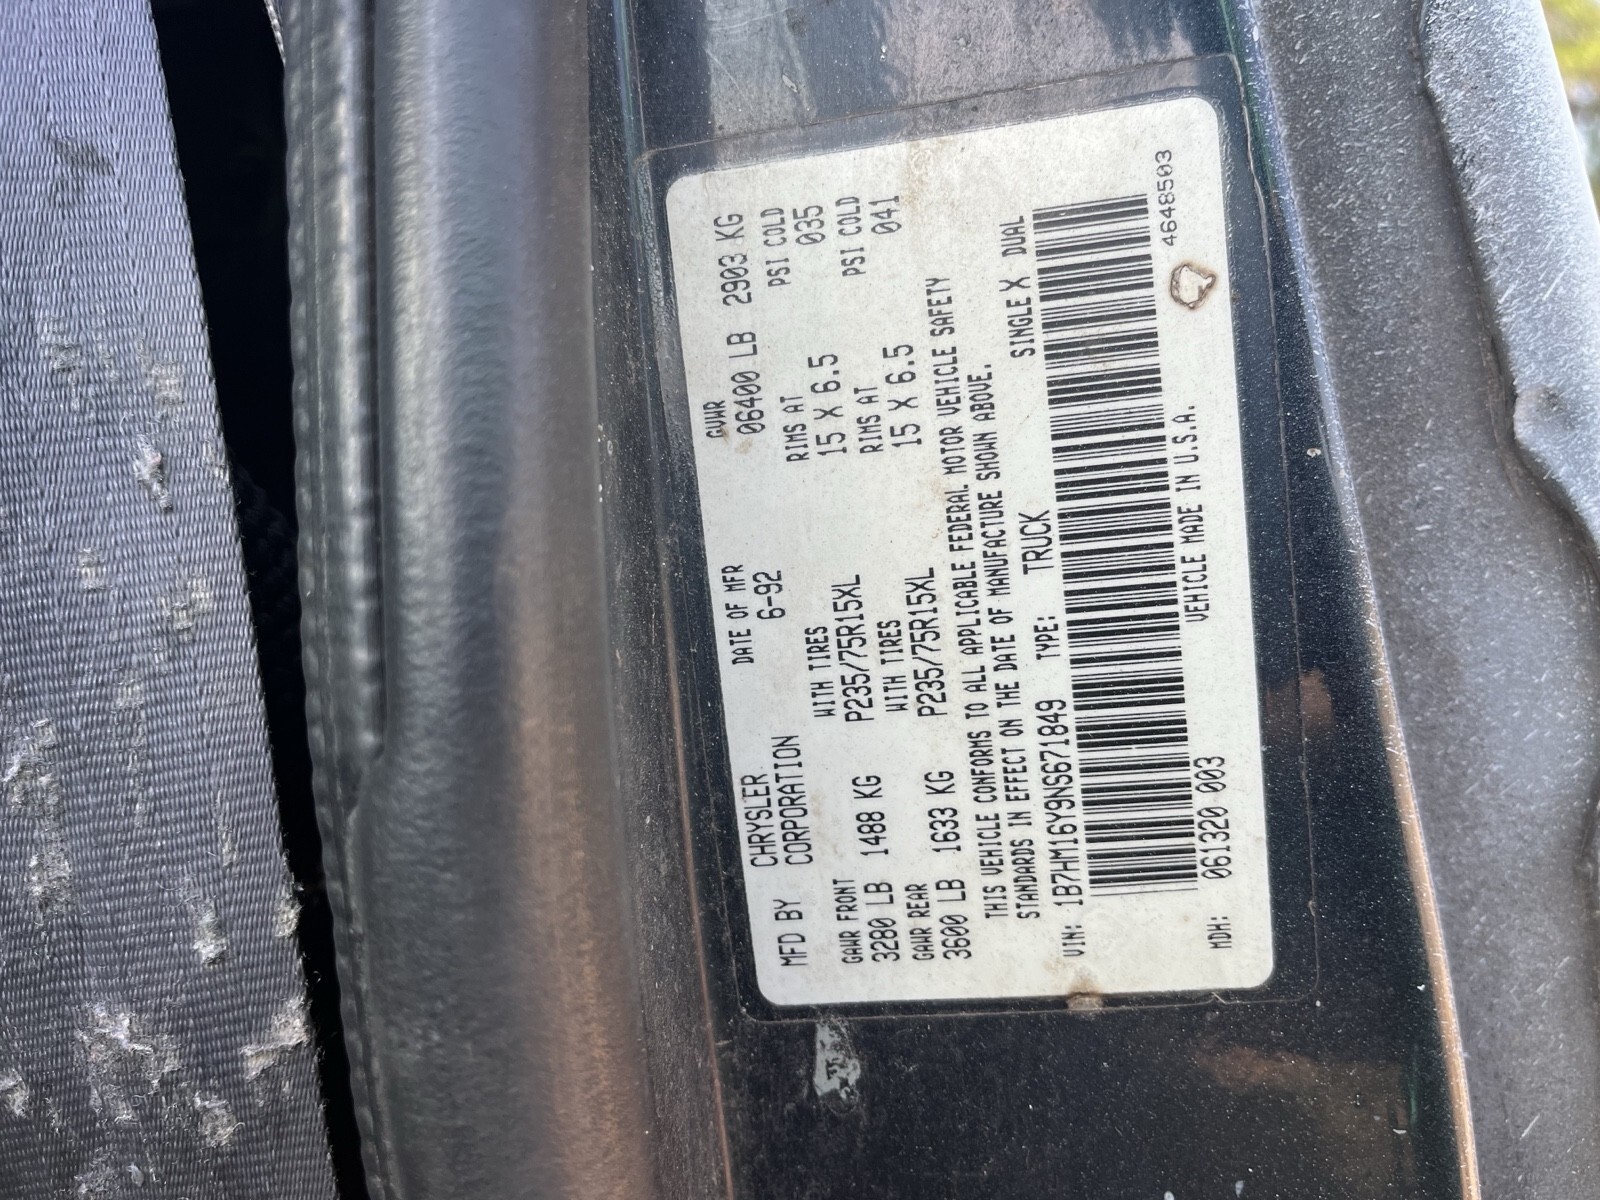 MFD BY CHRYSLER CORPORATION DATE OF MFR 6-92 GVWR 06400 LB 2903 KG
GAWR FRONT WITH TIRES RIMS AT PSI COLD
3280 LB 1488 KG P235/75R15XL 15 X 6.5 035
GAWR REAR WITH TIRES RIMS AT PSI COLD
3600 LB 1633 KG P235/75R15XL 15 X 6.5 041
THIS VEHICLE CONFORMS TO ALL APPLICABLE FEDERAL MOTOR VEHICLE SAFETY
STANDARDS IN EFFECT ON THE DATE OF MANUFACTURE SHOWN ABOVE.
VIN: 1B7HM16Y9NS671849 TYPE: TRUCK SINGLE X DUAL
MDH: 061320 003 VEHICLE MADE IN U.S.A. 4648503